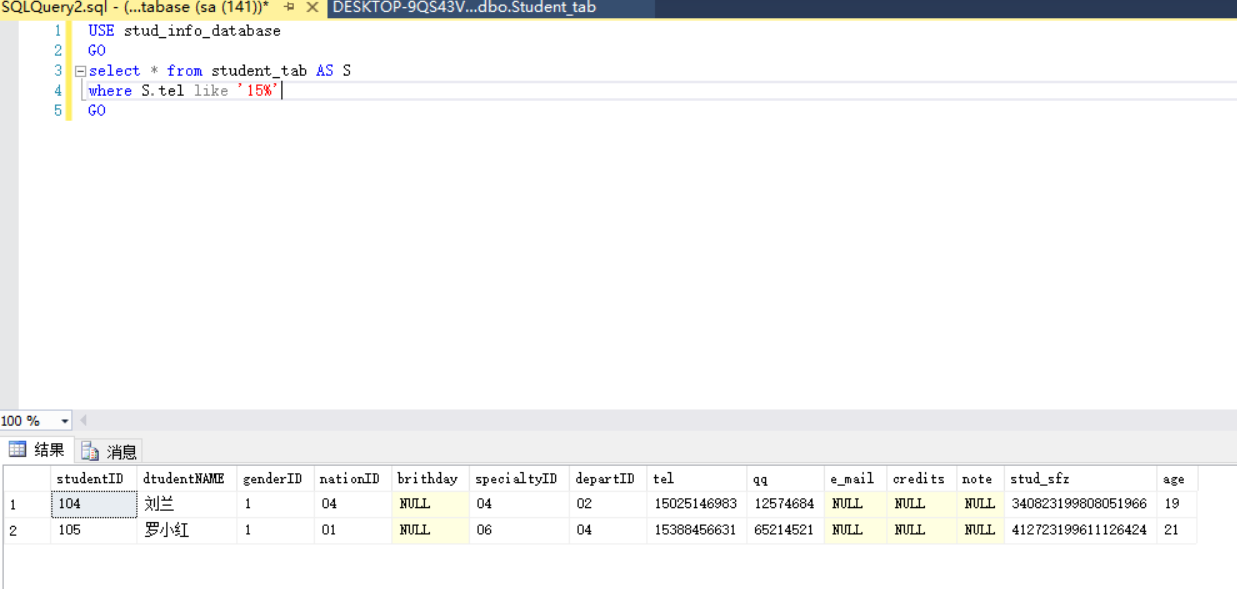 SQLQuery2.sql - (...tabase (sa (141))* DESKTOP-9QS43V...dbo.Student_tab
1 USE stud_info_database
2 GO
3 select * from student_tab AS S
4 where S.tel like '15%'
5 GO
100 %
结果 消息
studentID dtudentNAME genderID nationID brithday specialtyID departID tel qq e_mail credits note stud_sfz age
1 104 刘兰 1 04 NULL 04 02 15025146983 12574684 NULL NULL NULL 340823199808051966 19
2 105 罗小红 1 01 NULL 06 04 15388456631 65214521 NULL NULL NULL 412723199611126424 21